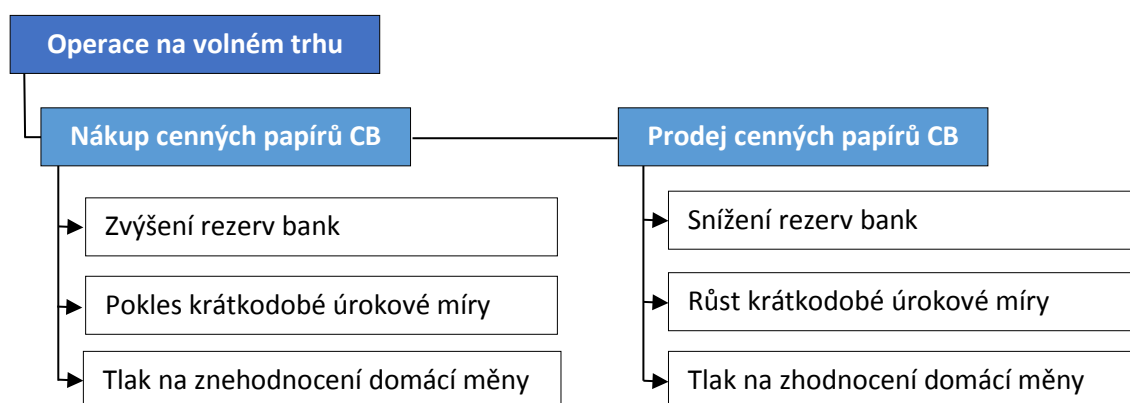 Operace na volném trhu
Nákup cenných papírů CB
Prodej cenných papírů CB
Zvýšení rezerv bank
Snížení rezerv bank
Pokles krátkodobé úrokové míry
Růst krátkodobé úrokové míry
Tlak na znehodnocení domácí měny
Tlak na zhodnocení domácí měny